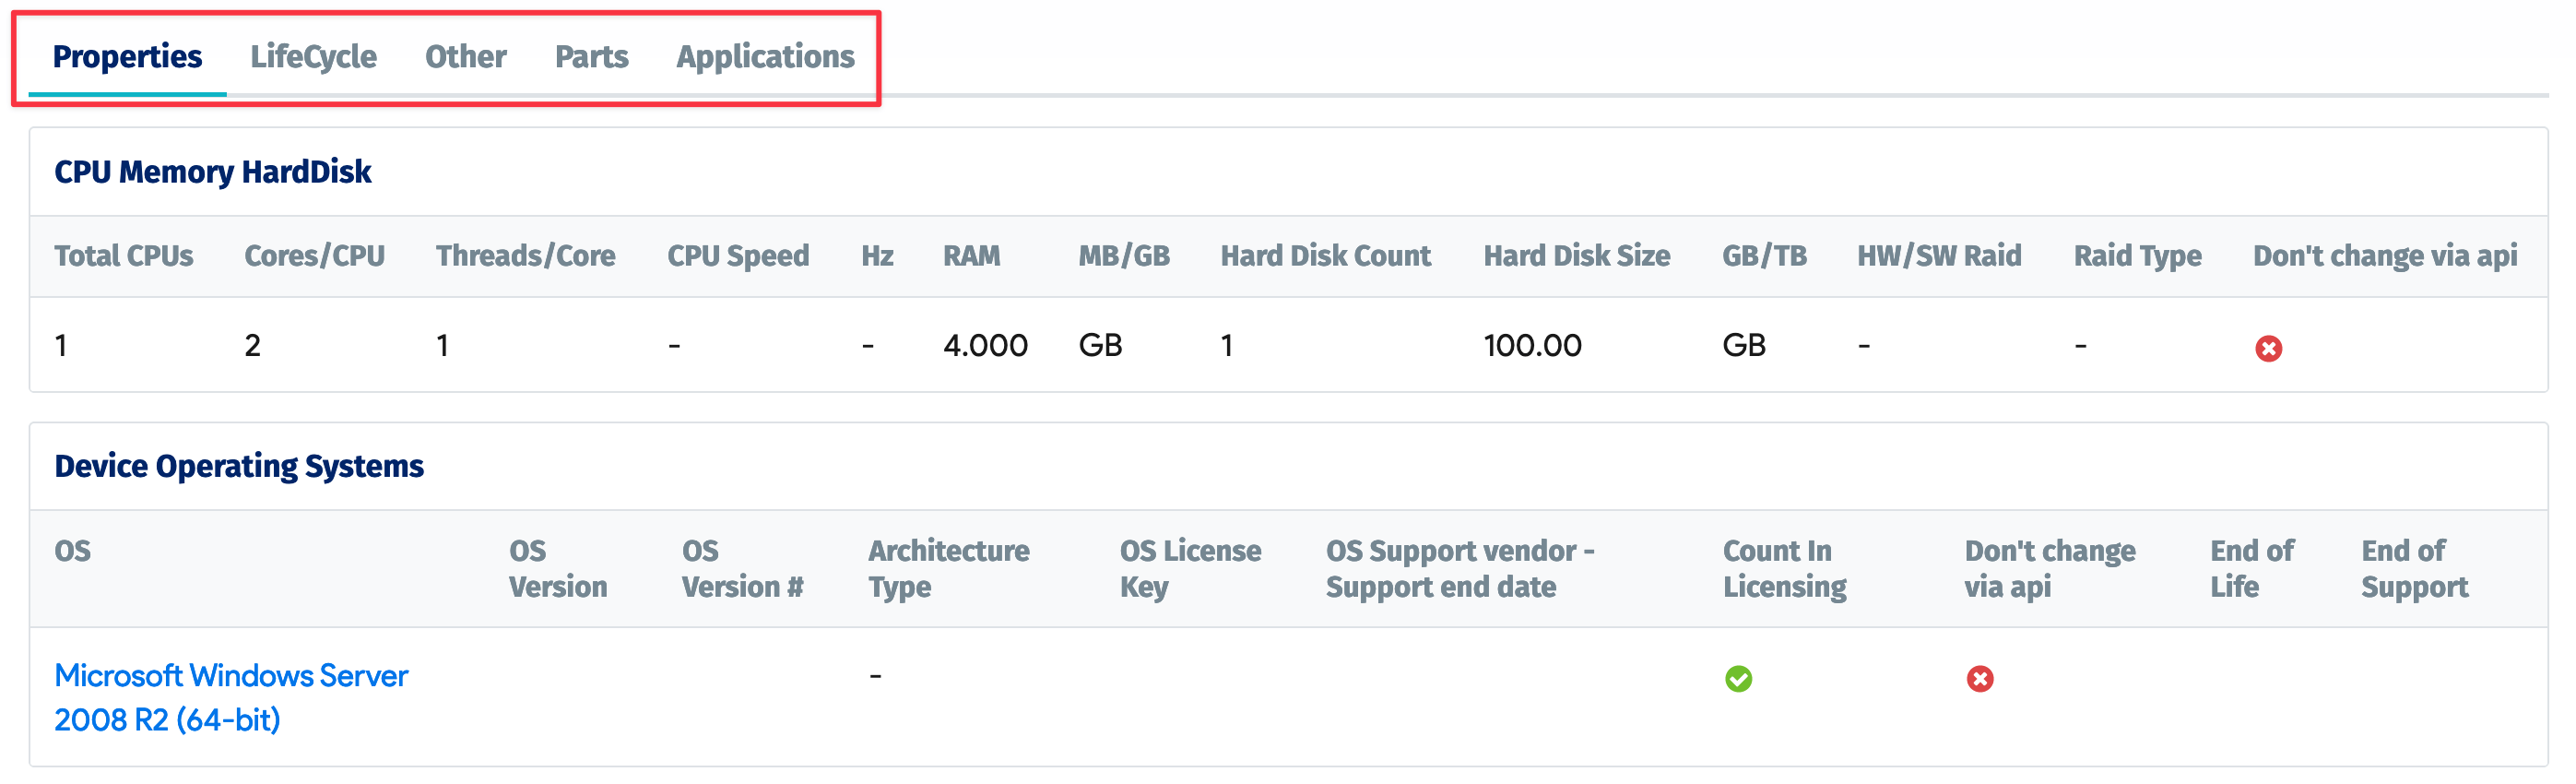 Properties LifeCycle Other Parts Applications
CPU Memory HardDisk
Total CPUs Cores/CPU Threads/Core CPU Speed Hz RAM MB/GB Hard Disk Count Hard Disk Size GB/TB HW/SW Raid Raid Type Don't change via api
1 2 1 - - 4.000 GB 1 100.00 GB - -
Device Operating Systems
OS OS OS Architecture OS License OS Support vendor - Count In Don't change End of End of
Version Version # Type Key Support end date Licensing via api Life Support
Microsoft Windows Server -
2008 R2 (64-bit)